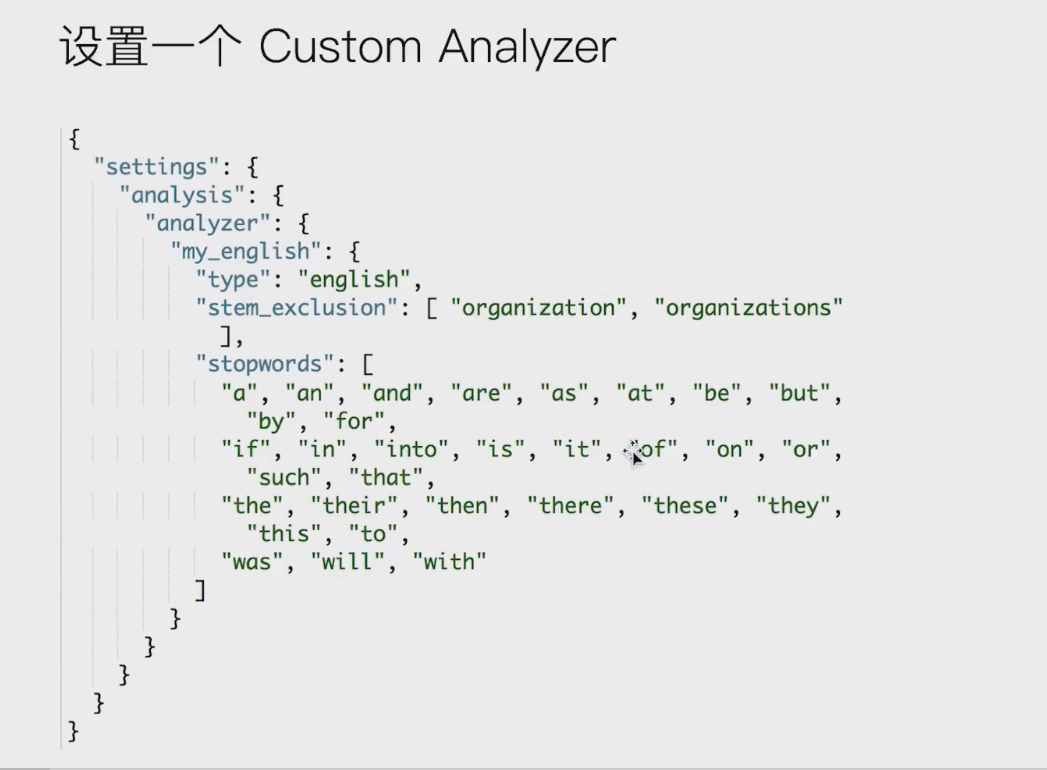 设置一个 Custom Analyzer
{
"settings": {
"analysis": {
"analyzer": {
"my_english": {
"type": "english",
"stem_exclusion": [ "organization", "organizations"
],
"stopwords": [
"a", "an", "and", "are", "as", "at", "be", "but",
"by", "for",
"if", "in", "into", "is", "it", "of", "on", "or",
"such", "that",
"the", "their", "then", "there", "these", "they",
"this", "to",
"was", "will", "with"
]
}
}
}
}
}